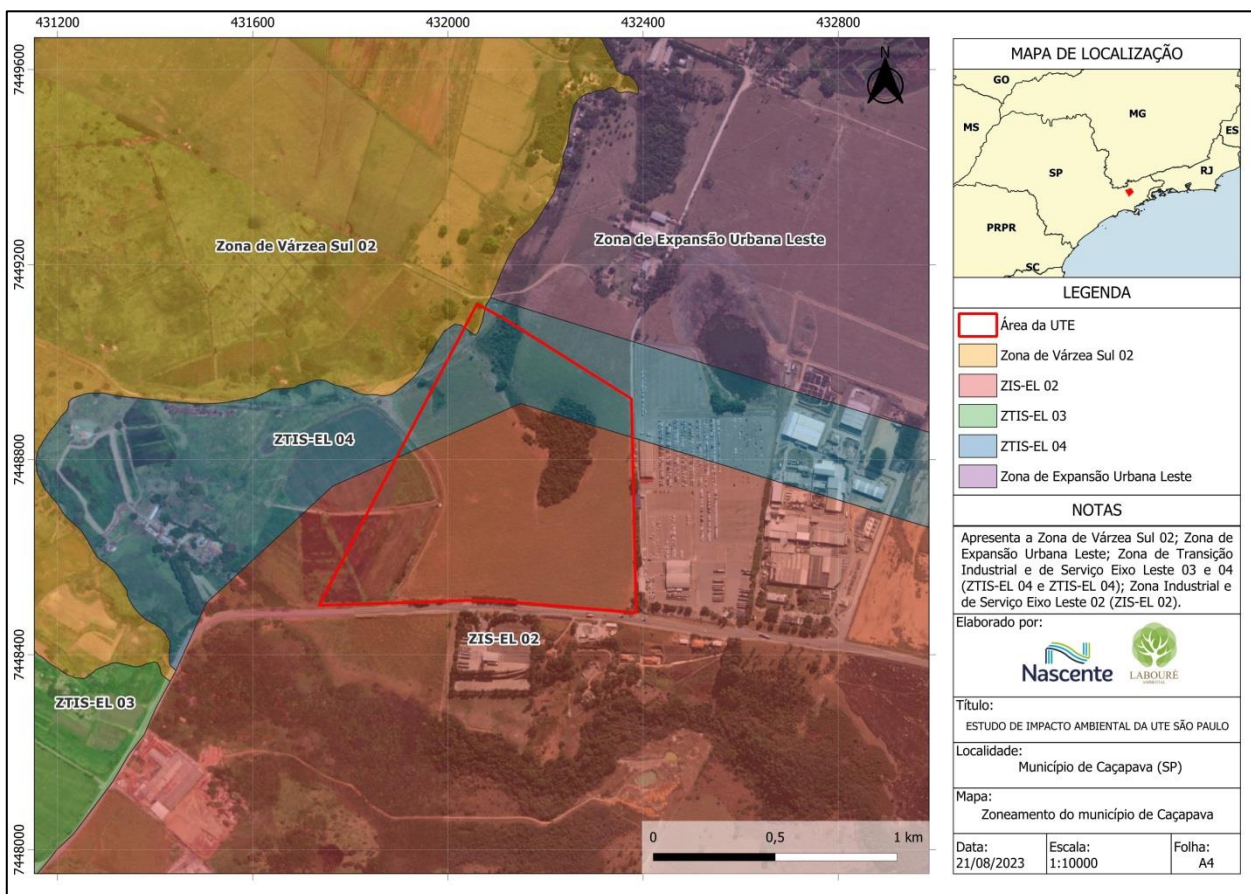 431200
431600
432000
432400
432800
7449600
7449200
7448800
7448400
7448000
N
Zona de Várzea Sul 02
Zona de Expansão Urbana Leste
ZTIS-EL 04
ZIS-EL 02
ZTIS-EL 03
0
0,5
1 km
MAPA DE LOCALIZAÇÃO
GO
MG
MS
ES
SP
RJ
PRPR
SC
LEGENDA
Área da UTE
Zona de Várzea Sul 02
ZIS-EL 02
ZTIS-EL 03
ZTIS-EL 04
Zona de Expansão Urbana Leste
NOTAS
Apresenta a Zona de Várzea Sul 02; Zona de
Expansão Urbana Leste; Zona de Transição
Industrial e de Serviço Eixo Leste 03 e 04
(ZTIS-EL 04 e ZTIS-EL 04); Zona Industrial e
de Serviço Eixo Leste 02 (ZIS-EL 02).
Elaborado por:
Nascente
LABOURÉ
AMBIENTAL
Título:
ESTUDO DE IMPACTO AMBIENTAL DA UTE SÃO PAULO
Localidade:
Município de Caçapava (SP)
Mapa:
Zoneamento do município de Caçapava
Data:
21/08/2023
Escala:
1:10000
Folha:
A4